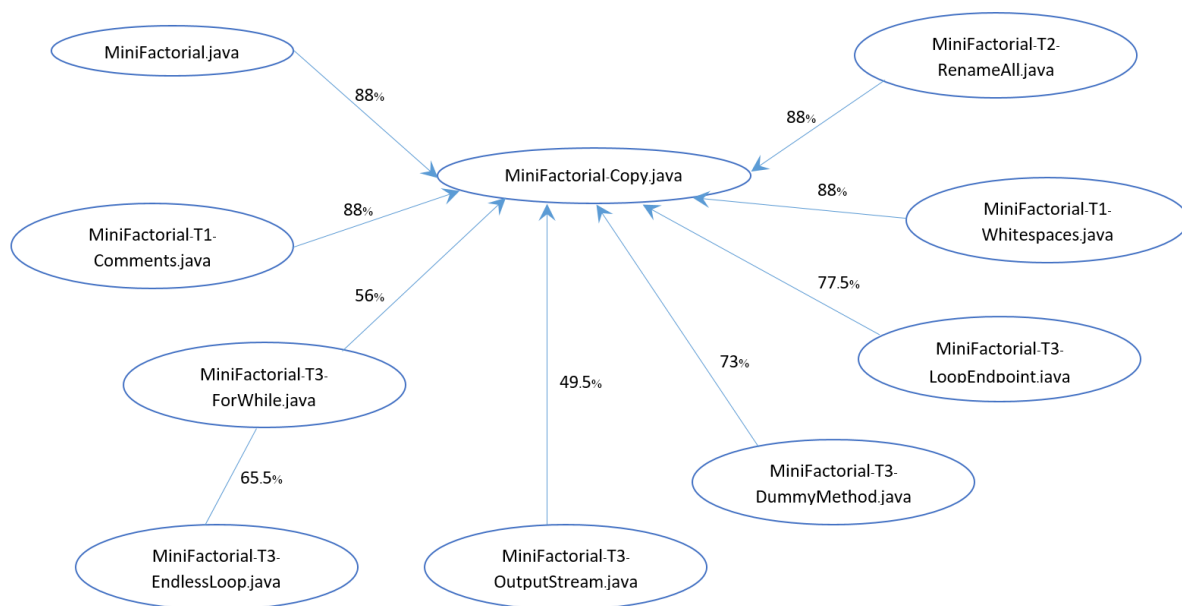 MiniFactorial.java
MiniFactorial-T2-
RenameAll.java
88%
88%
MiniFactorial-Copy.java
88%
88%
MiniFactorial-T1-
Comments.java
MiniFactorial-T1-
Whitespaces.java
77.5%
56%
MiniFactorial-T3-
LoopEndpoint.java
MiniFactorial-T3-
ForWhile.java
49.5%
73%
65.5%
MiniFactorial-T3-
DummyMethod.java
MiniFactorial-T3-
EndlessLoop.java
MiniFactorial-T3-
OutputStream.java